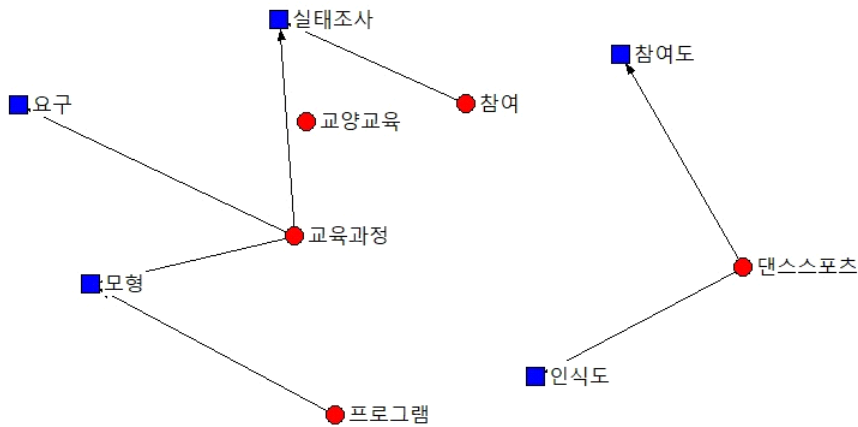 실태조사
참여도
요구
참여
교양교육
교육과정
댄스스포츠
모형
인식도
프로그램